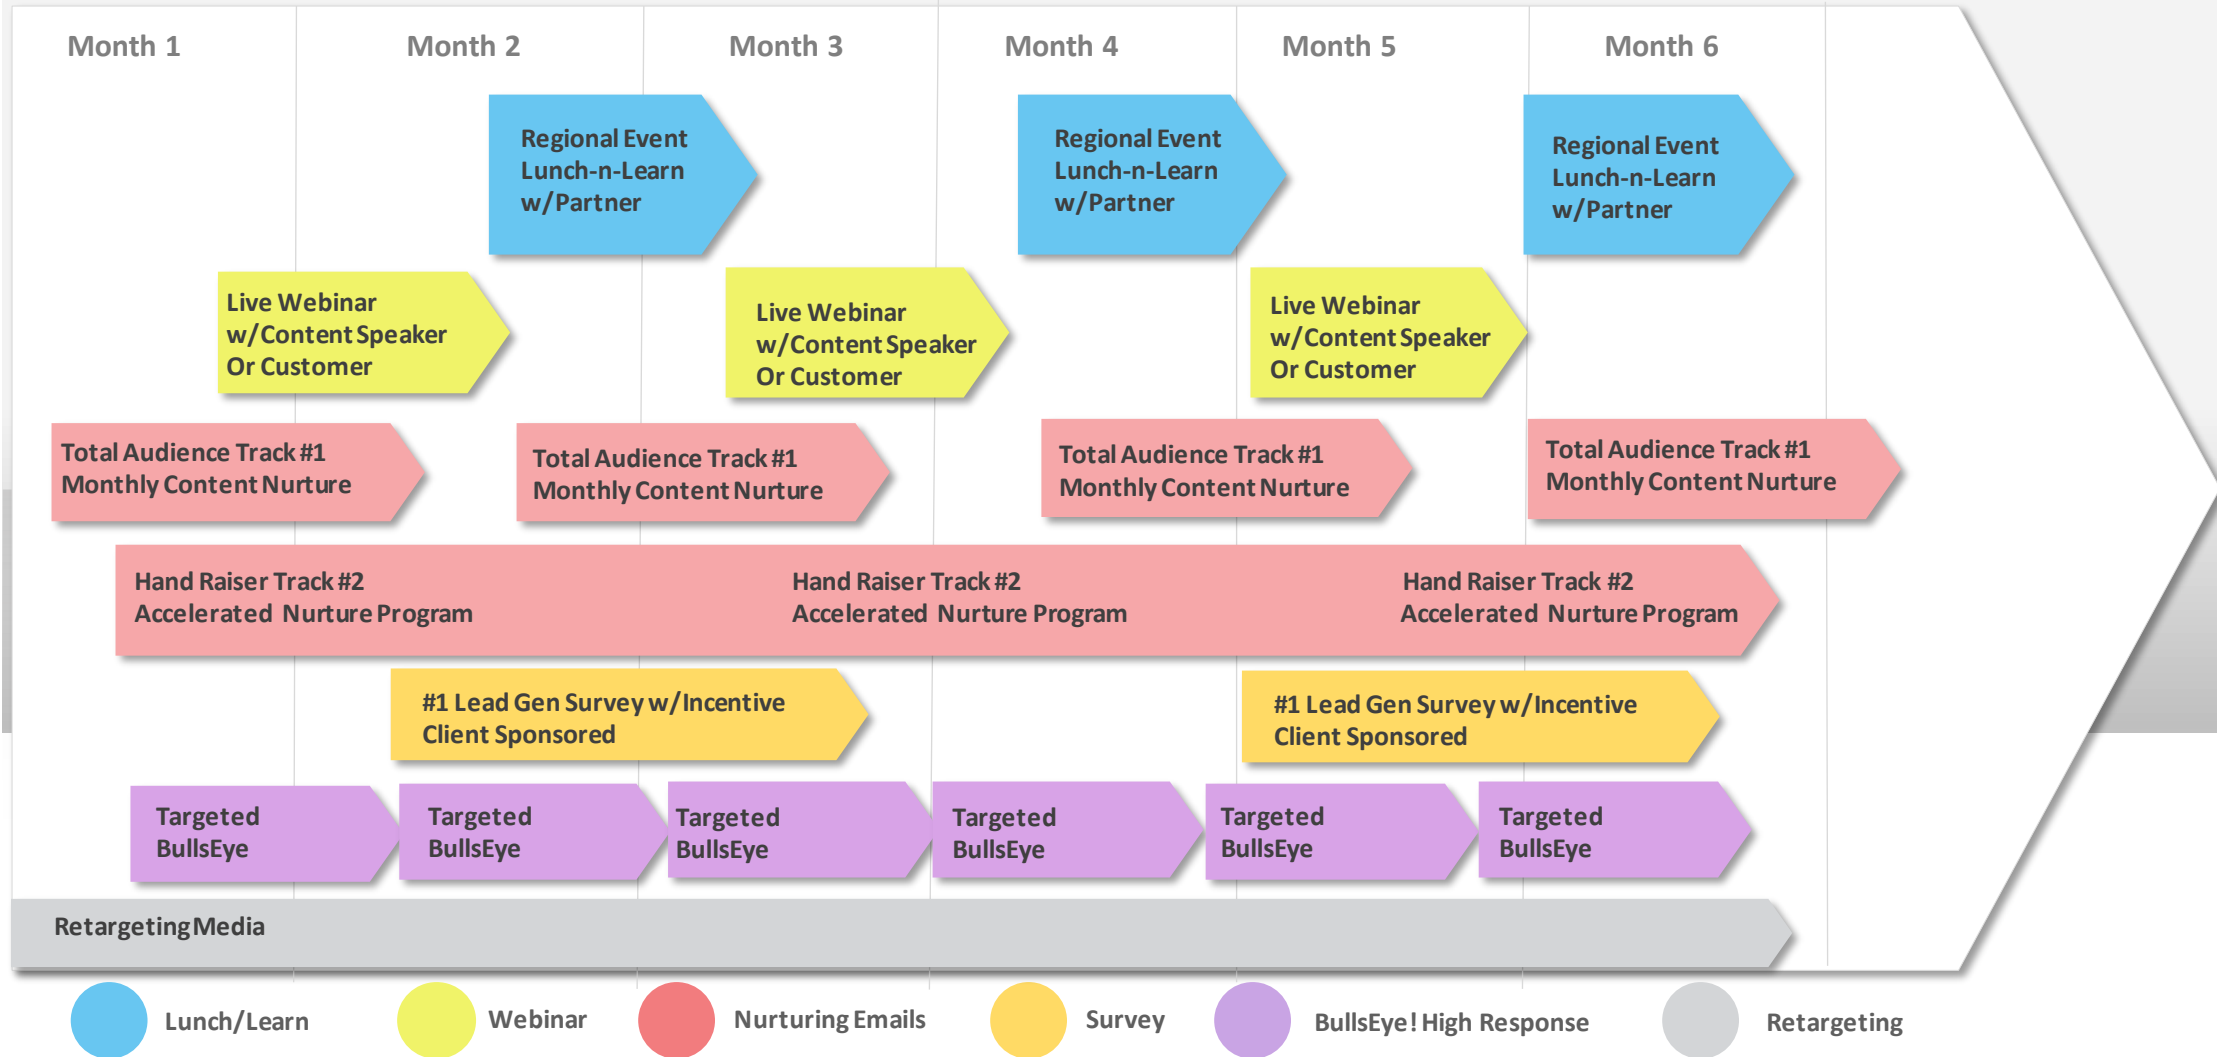 Month 1
Month 2
Month 3
Month 4
Month 5
Month 6
Regional Event
Lunch-n-Learn
w/Partner
Regional Event
Lunch-n-Learn
w/Partner
Regional Event
Lunch-n-Learn
w/Partner
Live Webinar
w/Content Speaker
Or Customer
Live Webinar
w/Content Speaker
Or Customer
Live Webinar
w/Content Speaker
Or Customer
Total Audience Track #1
Monthly Content Nurture
Total Audience Track #1
Monthly Content Nurture
Total Audience Track #1
Monthly Content Nurture
Total Audience Track #1
Monthly Content Nurture
Hand Raiser Track #2
Accelerated Nurture Program
Hand Raiser Track #2
Accelerated Nurture Program
Hand Raiser Track #2
Accelerated Nurture Program
#1 Lead Gen Survey w/Incentive
Client Sponsored
#1 Lead Gen Survey w/Incentive
Client Sponsored
Targeted
BullsEye
Targeted
BullsEye
Targeted
BullsEye
Targeted
BullsEye
Targeted
BullsEye
Targeted
BullsEye
Retargeting Media
Lunch/Learn
Webinar
Nurturing Emails
Survey
BullsEye! High Response
Retargeting